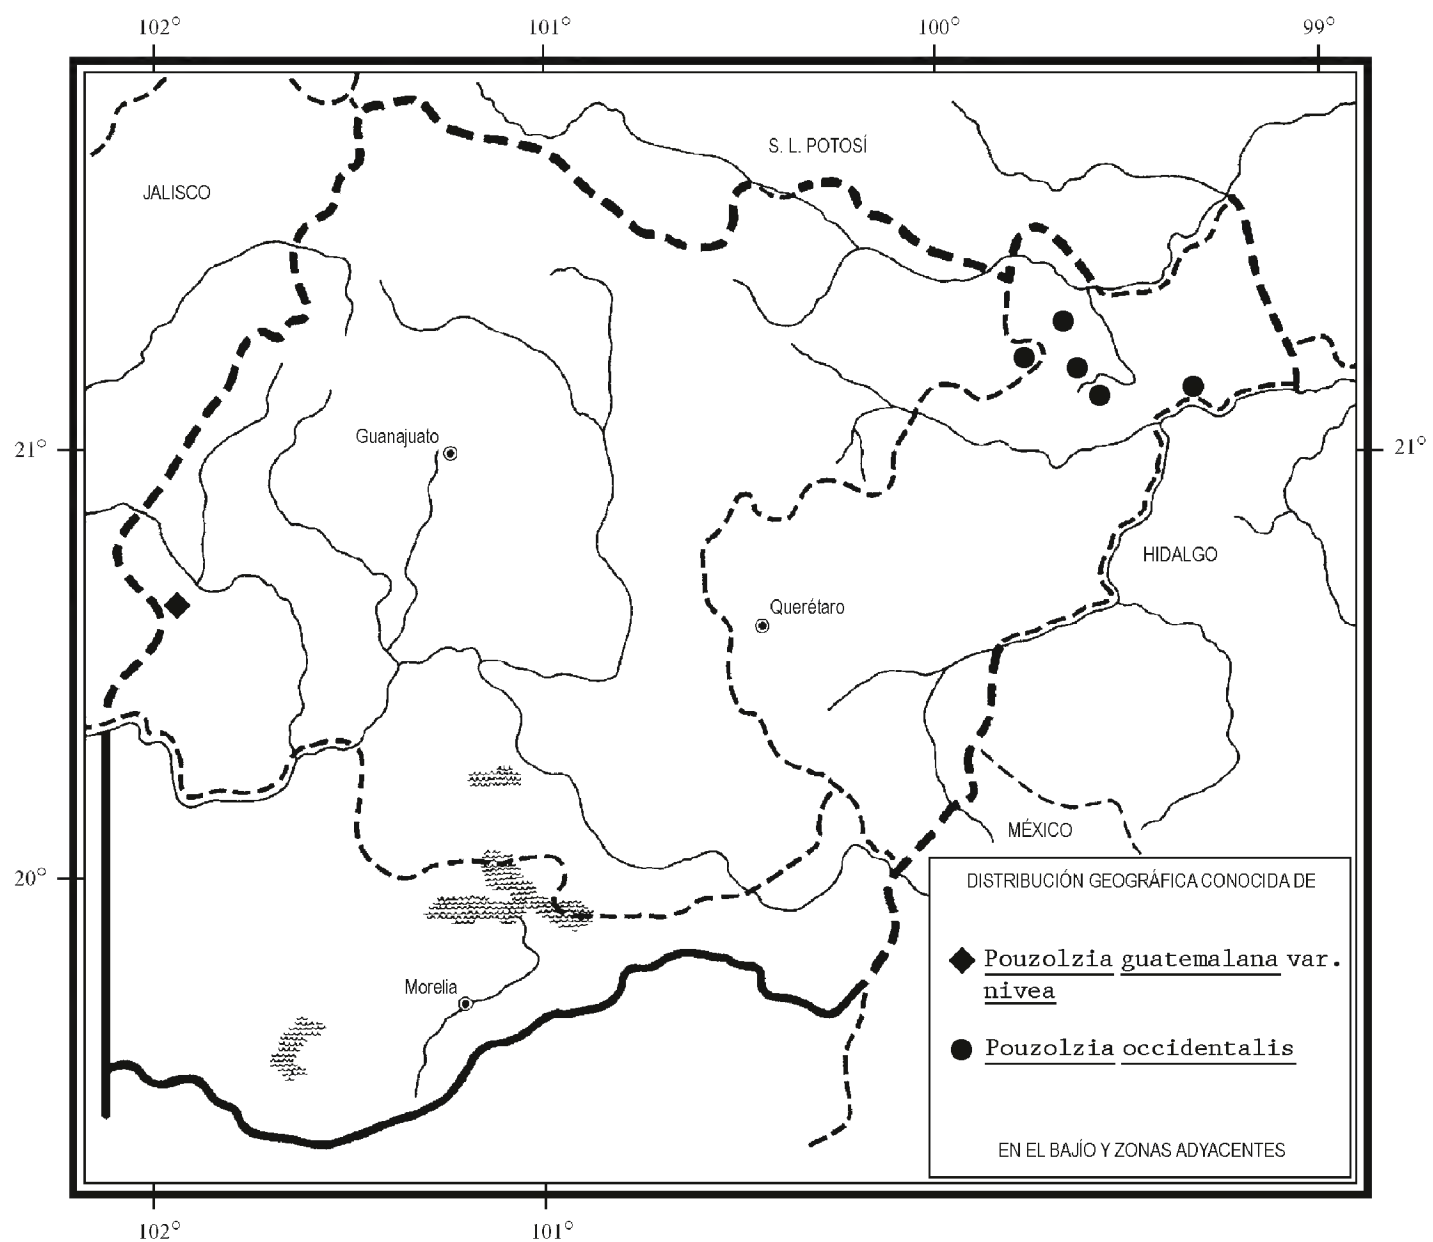 102° 101° 100° 99°
S. L. POTOSÍ
JALISCO
Guanajuato
21° 21°
HIDALGO
Querétaro
MÉXICO
20°
DISTRIBUCIÓN GEOGRÁFICA CONOCIDA DE
Pouzolzia guatemalana var.
nivea
Morelia
Pouzolzia occidentalis
EN EL BAJÍO Y ZONAS ADYACENTES
102° 101°